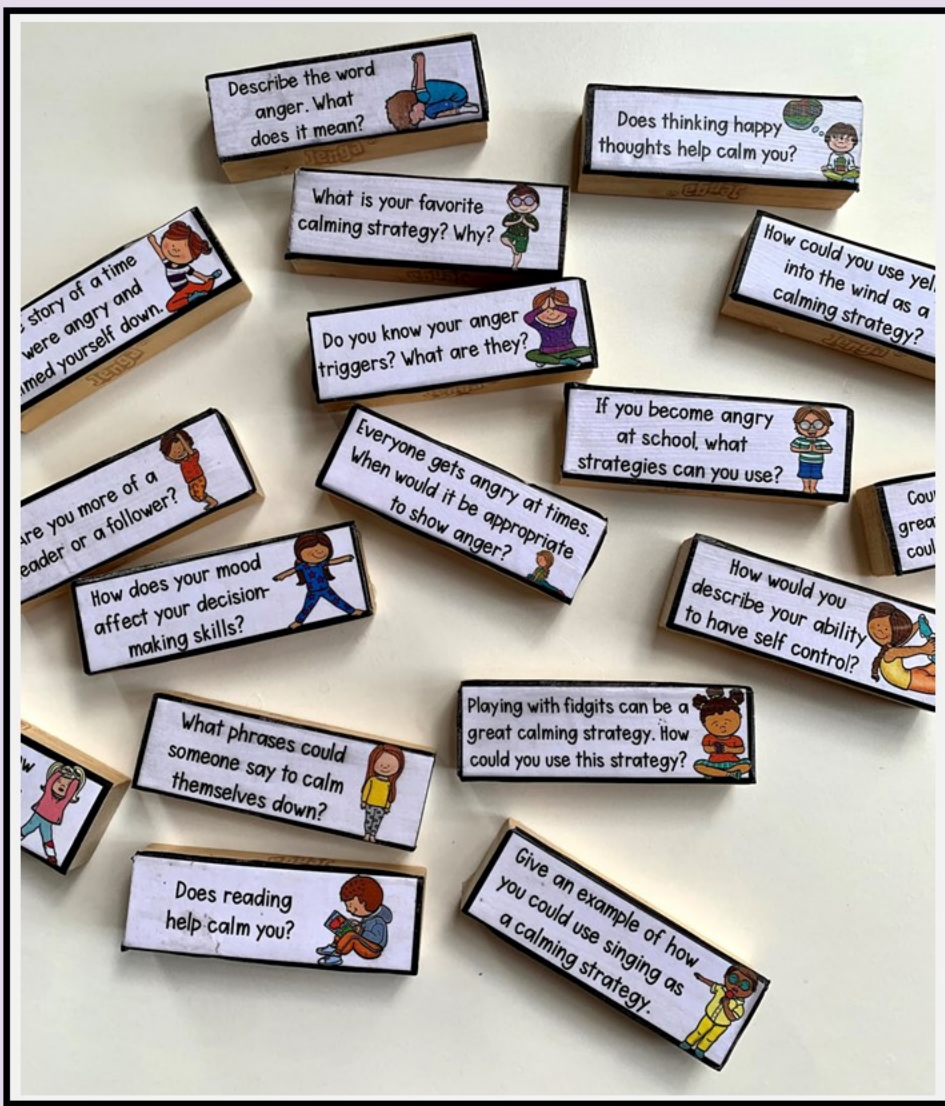 Describe the word
anger. What
does it mean?
Jenga
Does thinking happy
thoughts help calm you?
Jenga
What is your favorite
calming strategy? Why?
story of a time
were angry and
yourself down.
Jenga
How could you use
into the wind as a
calming strategy?
Jenga
Do you know your anger
triggers? What are they?
Jenga
If you become angry
at school, what
strategies can you use?
Everyone gets angry at times.
When would it be appropriate
to show anger?
you more of a
or a follower?
How does your mood
affect your decision-
making skills?
How would you
describe your ability
to have self control?
What phrases could
someone say to calm
themselves down?
Playing with fidgits can be a
great calming strategy. How
could you use this strategy?
Does reading
help calm you?
Give an example of how
you could use singing as
a calming strategy.